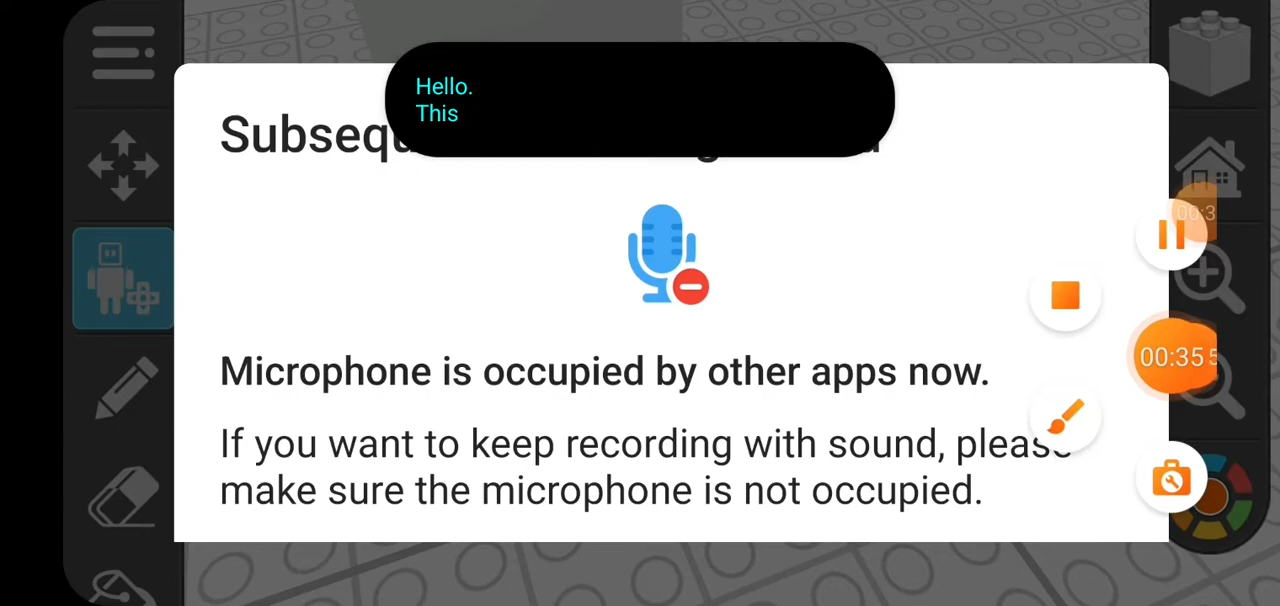 Hello.
This
Microphone is occupied by other apps now.
00:35
If you want to keep recording with sound, please
make sure the microphone is not occupied.